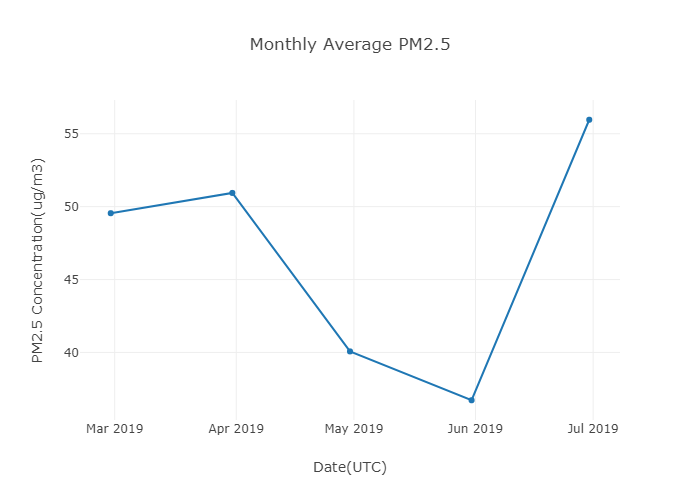 Monthly Average PM2.5
PM2.5 Concentration(ug/m3)
55
50
45
40
Mar 2019
Apr 2019
May 2019
Jun 2019
Jul 2019
Date(UTC)